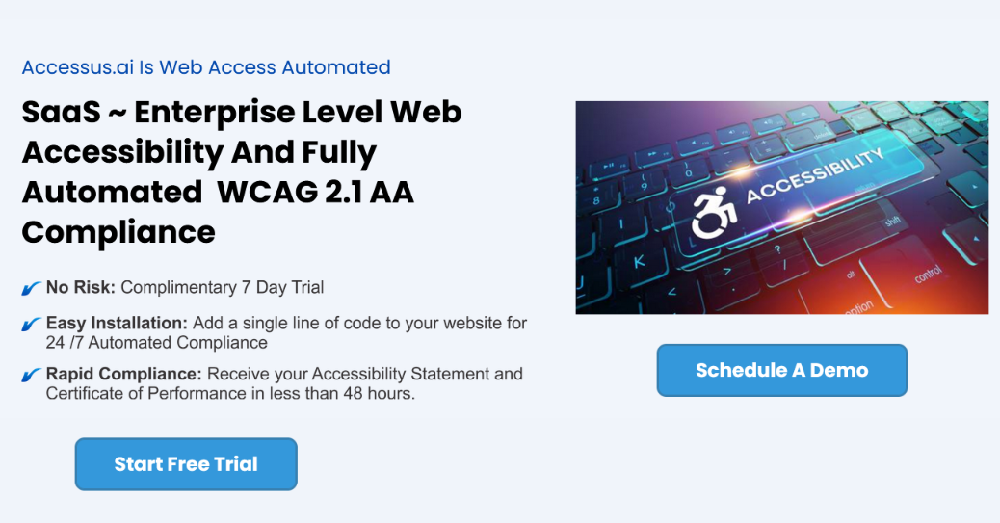 Accessus.ai Is Web Access Automated
SaaS ~ Enterprise Level Web
Accessibility And Fully
Automated  WCAG 2.1 AA
Compliance
No Risk: Complimentary 7 Day Trial
Easy Installation: Add a single line of code to your website for
24 /7 Automated Compliance
Rapid Compliance: Receive your Accessibility Statement and
Certificate of Performance in less than 48 hours.
Start Free Trial
ACCESSIBILITY
K
?
/
shift
alt
control
option
Schedule A Demo